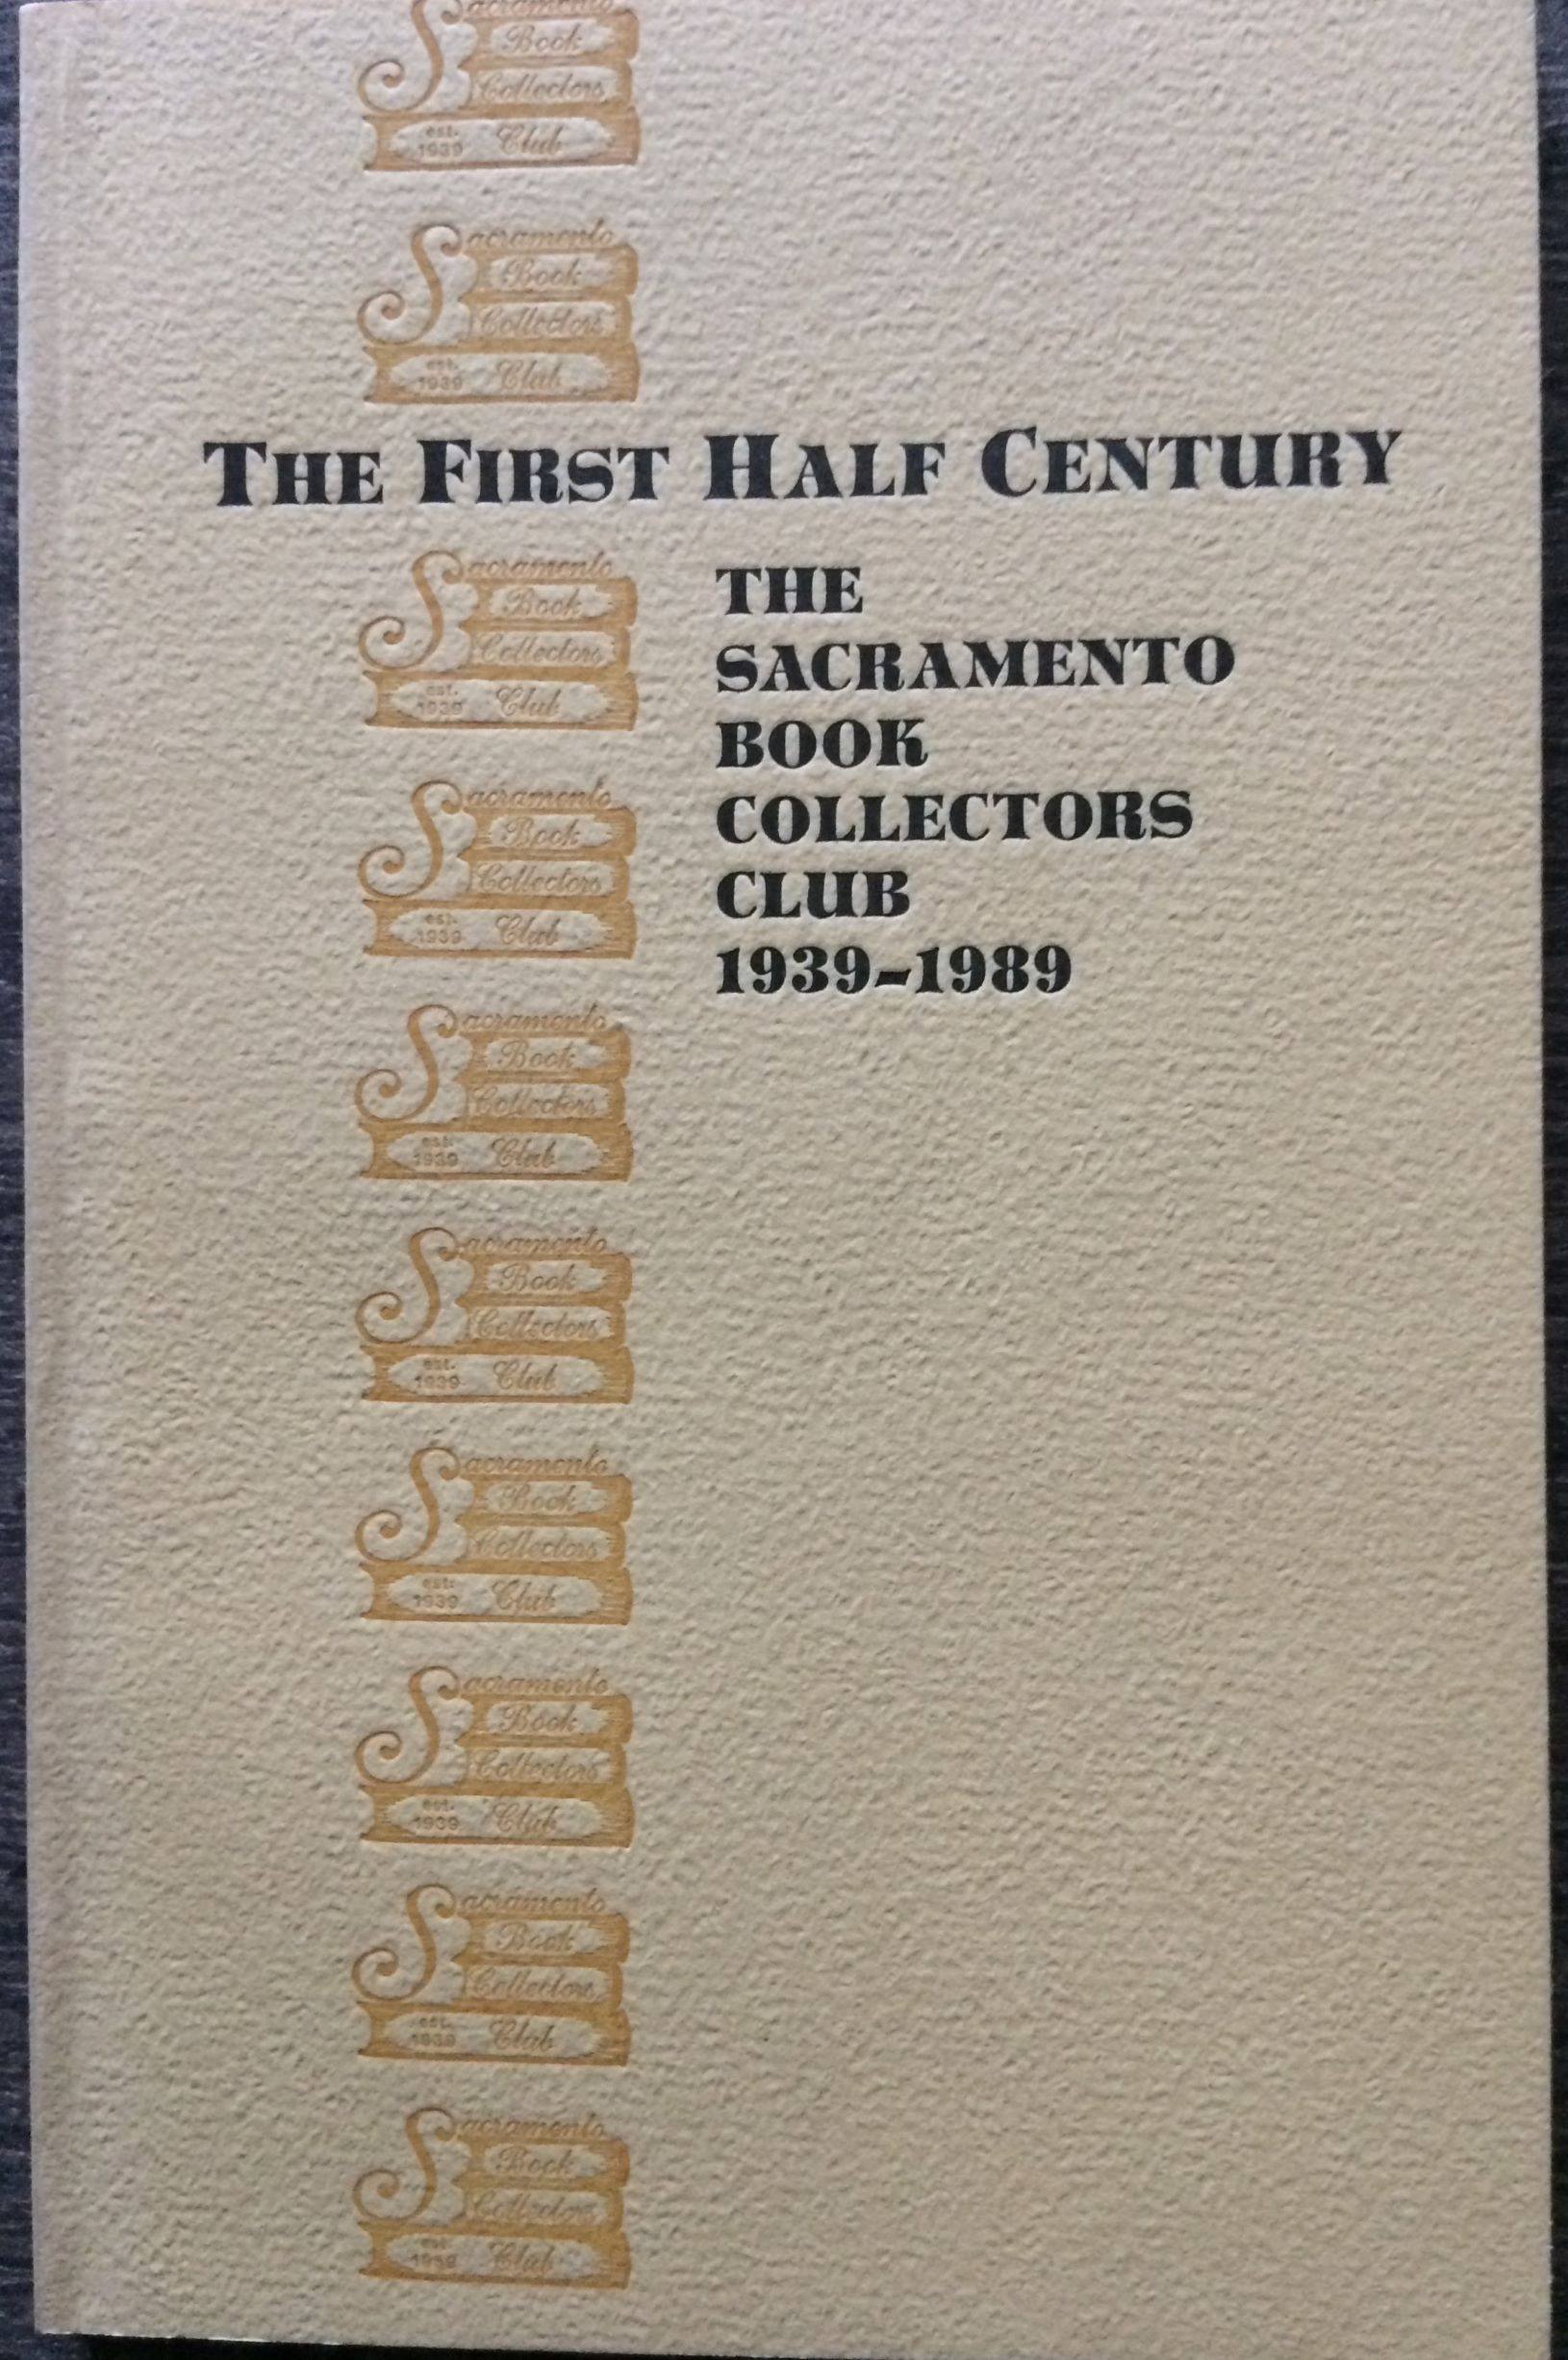 Sacramento
Book
Collectors
est.
1939 Club
Sacramento
Book
Collectors
est.
1939 Club
THE FIRST HALF CENTURY
THE
SACRAMENTO
BOOK
COLLECTORS
CLUB
1939–1989
Sacramento
Book
Collectors
est.
1939 Club
Sacramento
Book
Collectors
est.
1939 Club
Sacramento
Book
Collectors
est.
1939 Club
Sacramento
Book
Collectors
est.
1939 Club
Sacramento
Book
Collectors
est.
1939 Club
Sacramento
Book
Collectors
est.
1939 Club
Sacramento
Book
Collectors
est.
1939 Club
Sacramento
Book
Collectors
est.
1939 Club